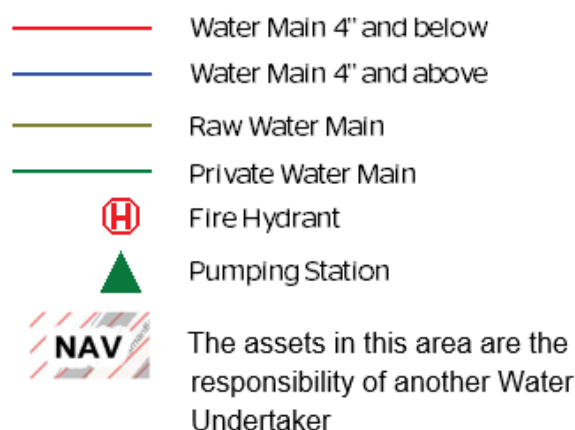 Water Main 4" and below
Water Main 4" and above
Raw Water Main
Private Water Main
H Fire Hydrant
Pumping Station
NAV The assets in this area are the
responsibility of another Water
Undertaker